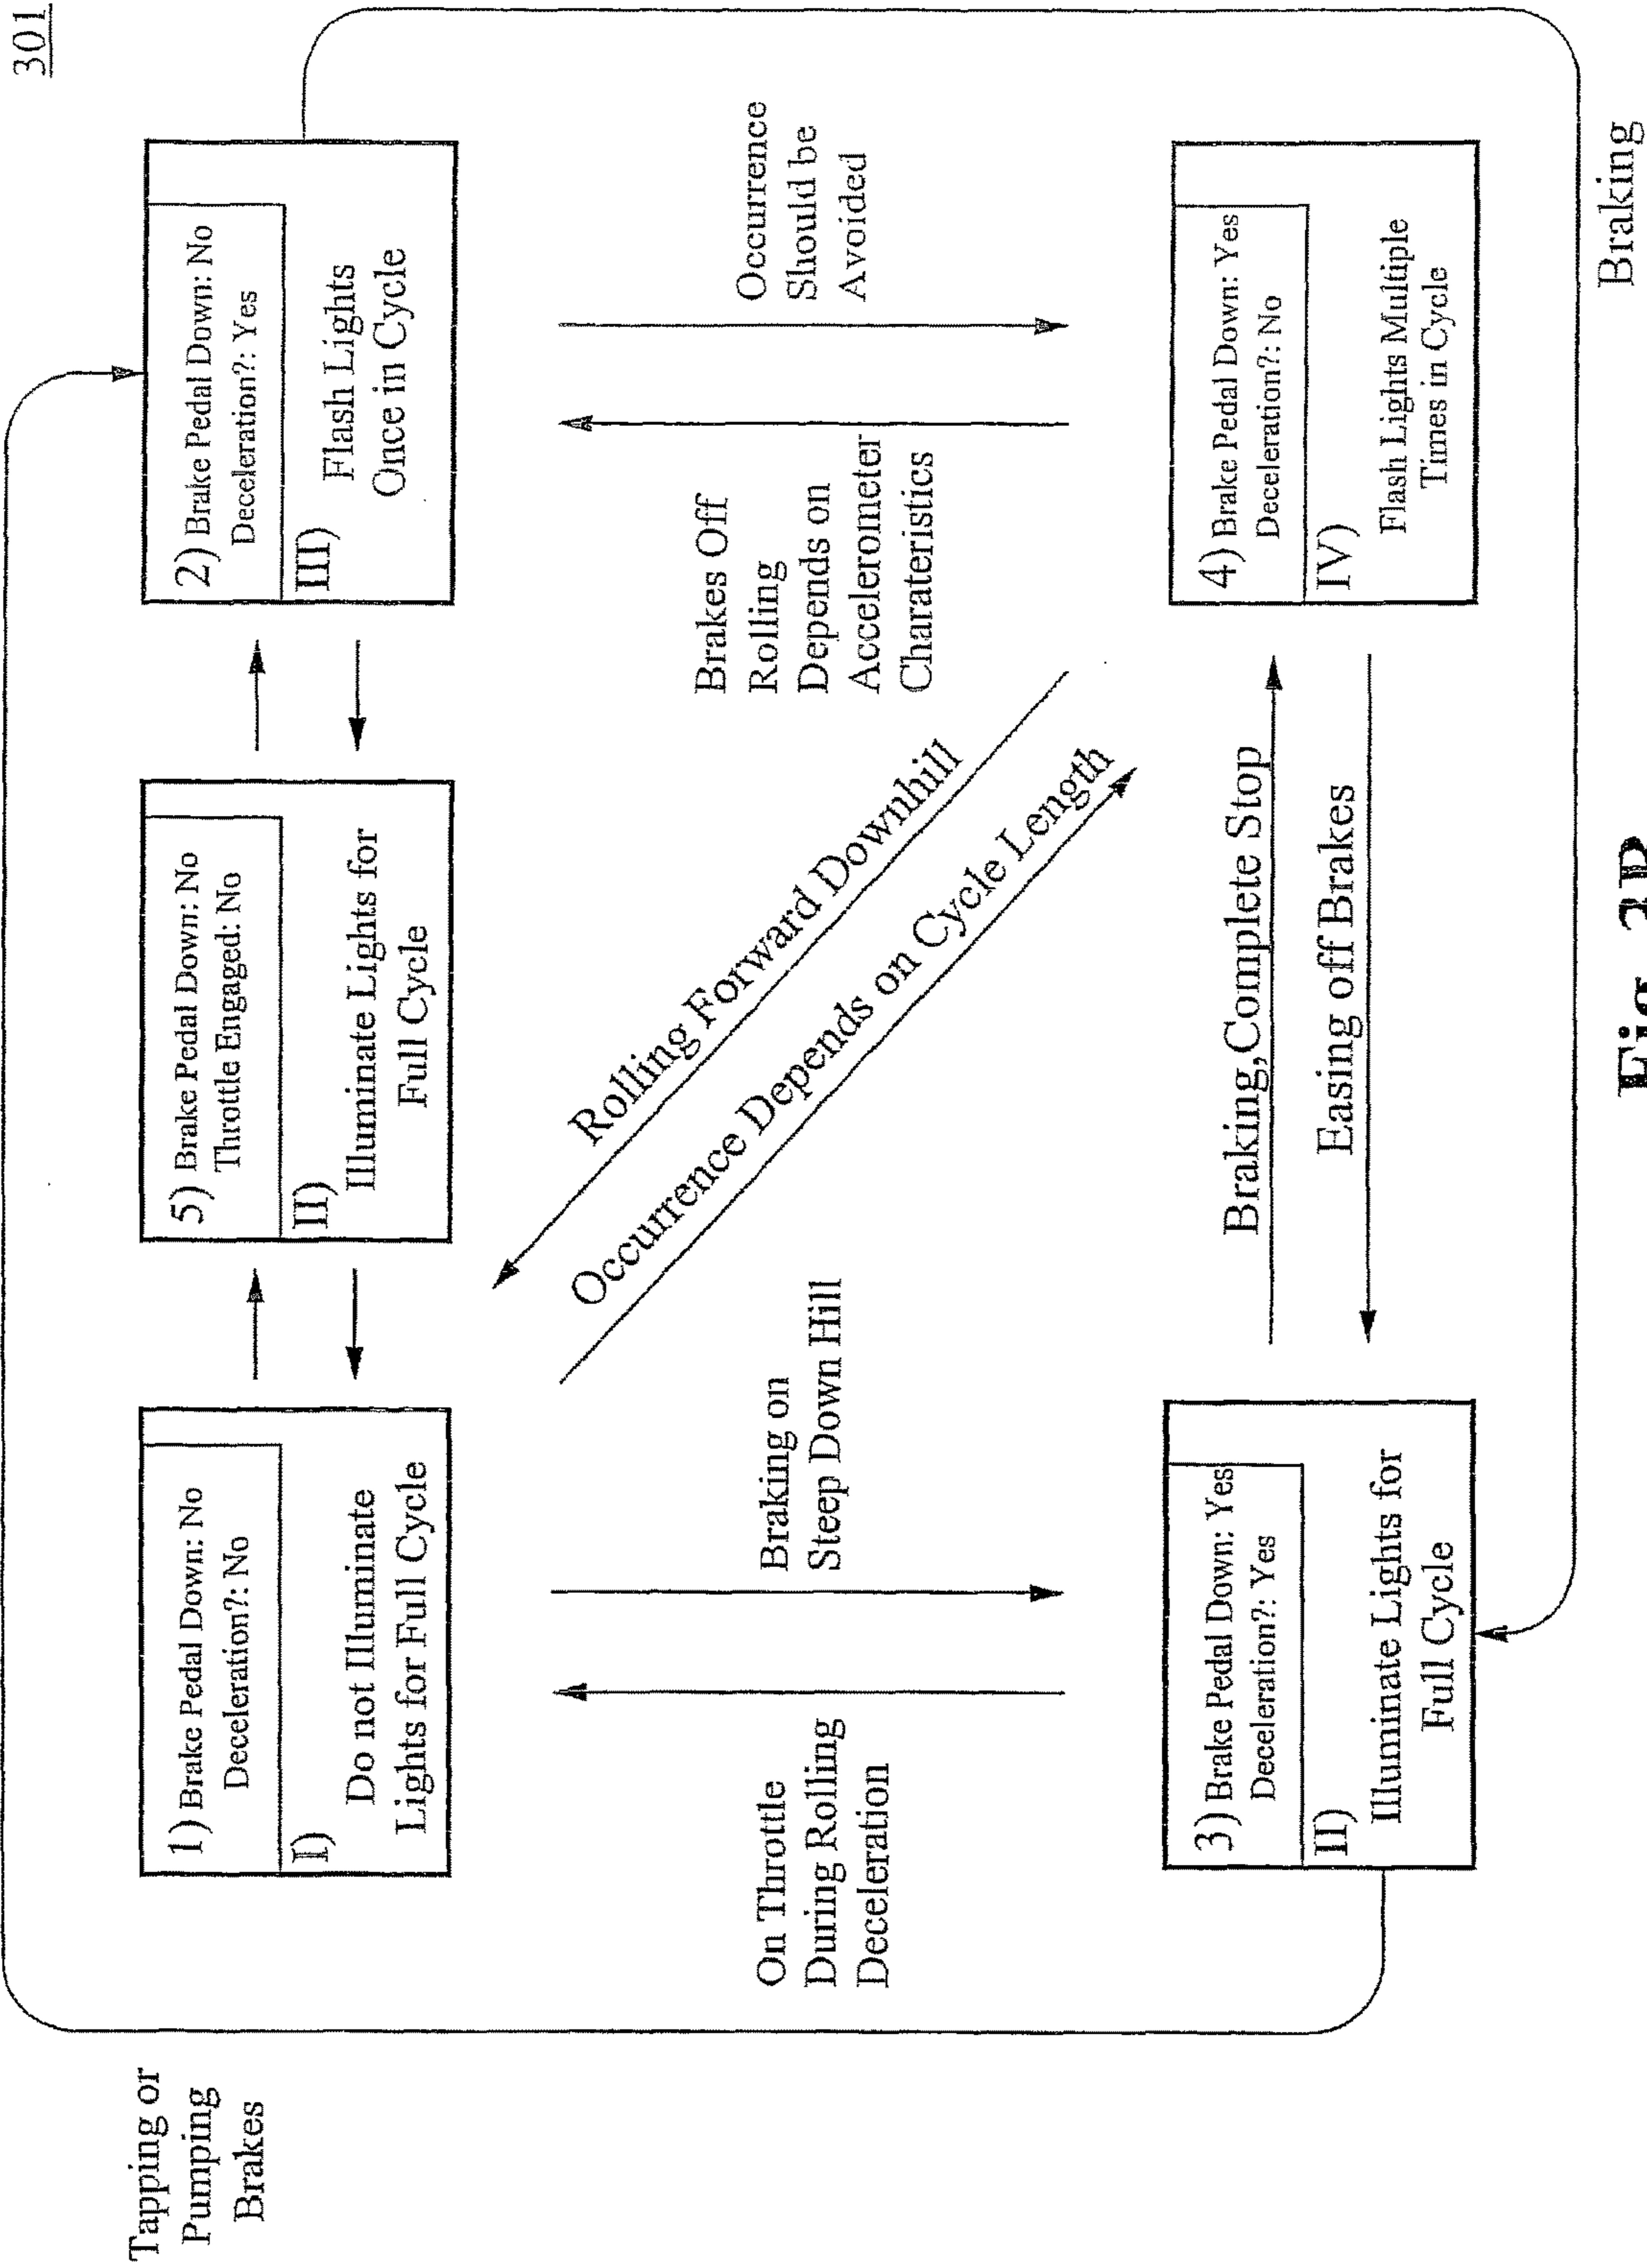 301
Tapping or
Pumping
Brakes
1) Brake Pedal Down: No
Deceleration?: No
I)
Do not Illuminate
Lights for Full Cycle
5) Brake Pedal Down: No
Throttle Engaged: No
II)
Illuminate Lights for
Full Cycle
2) Brake Pedal Down: No
Deceleration?: Yes
III)
Flash Lights
Once in Cycle
On Throttle
During Rolling
Deceleration
Braking on
Steep Down Hill
Rolling Forward Downhill
Occurrence Depends on Cycle Length
Brakes Off
Rolling
Depends on
Accelerometer
Charateristics
Occurrence
Should be
Avoided
3) Brake Pedal Down: Yes
Deceleration?: Yes
II)
Illuminate Lights for
Full Cycle
Braking,Complete Stop
Easing off Brakes
4) Brake Pedal Down: Yes
Deceleration?: No
IV)
Flash Lights Multiple
Times in Cycle
Braking